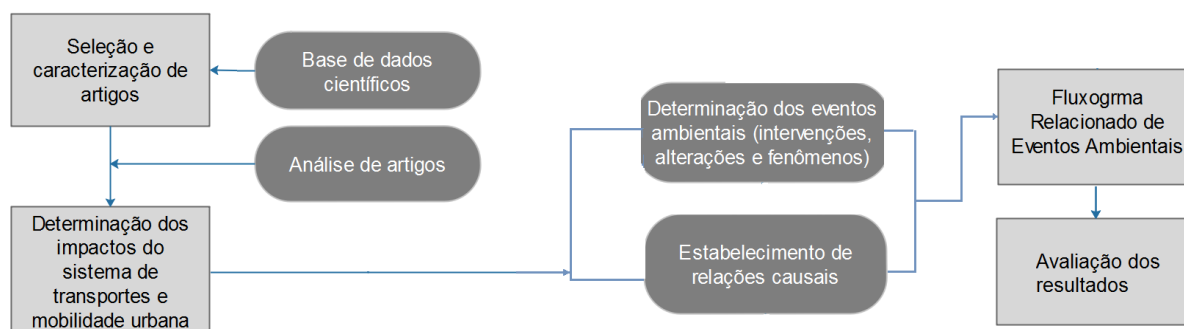 Seleção e
caracterização de
artigos
Base de dados
científicos
Análise de artigos
Determinação dos
impactos do
sistema de
transportes e
mobilidade urbana
Determinação dos eventos
ambientais (intervenções,
alterações e fenômenos)
Estabelecimento de
relações causais
Fluxogrma
Relacionado de
Eventos Ambientais
Avaliação dos
resultados